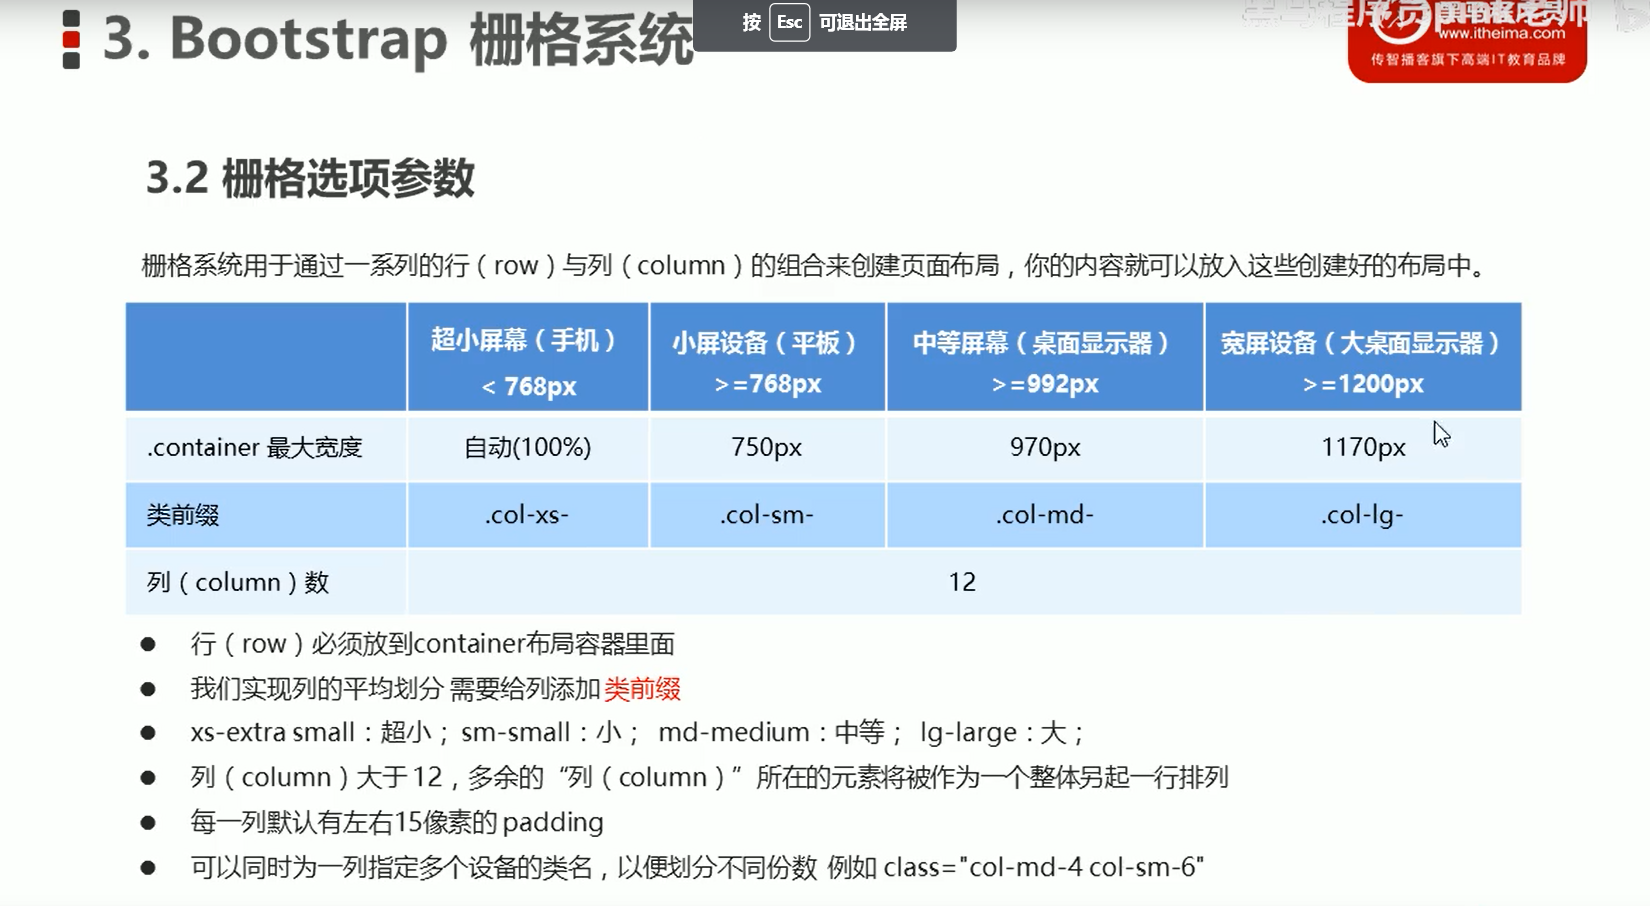 按 Esc 可退出全屏
3. Bootstrap 栅格系统
www.itheima.com
传智播客旗下高端IT教育品牌
3.2 栅格选项参数
栅格系统用于通过一系列的行（row）与列（column）的组合来创建页面布局，你的内容就可以放入这些创建好的布局中。
超小屏幕（手机） 小屏设备（平板） 中等屏幕（桌面显示器） 宽屏设备（大桌面显示器）
< 768px >=768px >=992px >=1200px
.container 最大宽度 自动(100%) 750px 970px 1170px
类前缀 .col-xs- .col-sm- .col-md- .col-lg-
列（column）数 12
● 行（row）必须放到container布局容器里面
● 我们实现列的平均划分 需要给列添加 类前缀
● xs-extra small：超小； sm-small：小； md-medium：中等； lg-large：大；
● 列（column）大于 12，多余的“列（column）”所在的元素将被作为一个整体另起一行排列
● 每一列默认有左右15像素的 padding
● 可以同时为一列指定多个设备的类名，以便划分不同份数 例如 class="col-md-4 col-sm-6"